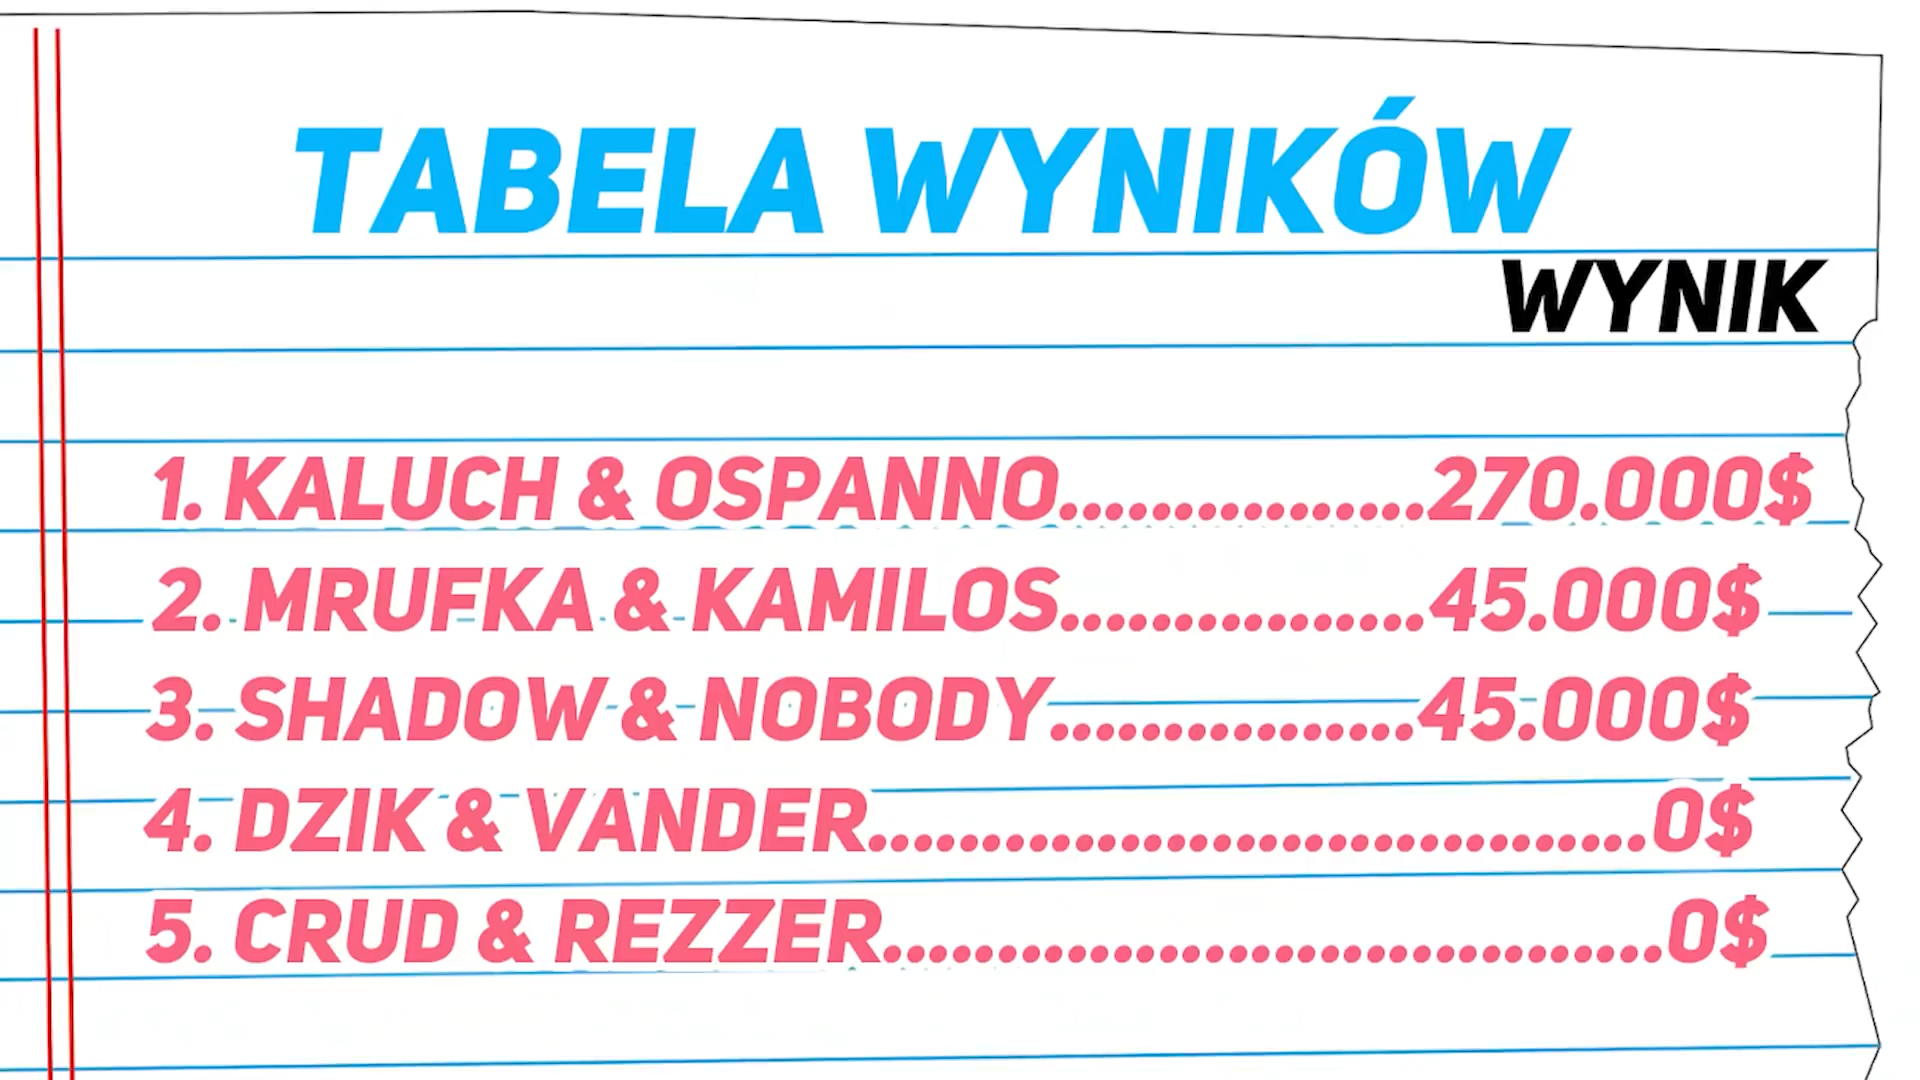 TABELA WYNIKÓW
WYNIK
1. KALUCH & OSPANNO................270.000$
2. MRUFKA & KAMILOS................45.000$
3. SHADOW & NOBODY................45.000$
4. DZIK & VANDER..................................0$
5. CRUD & REZZER..................................0$